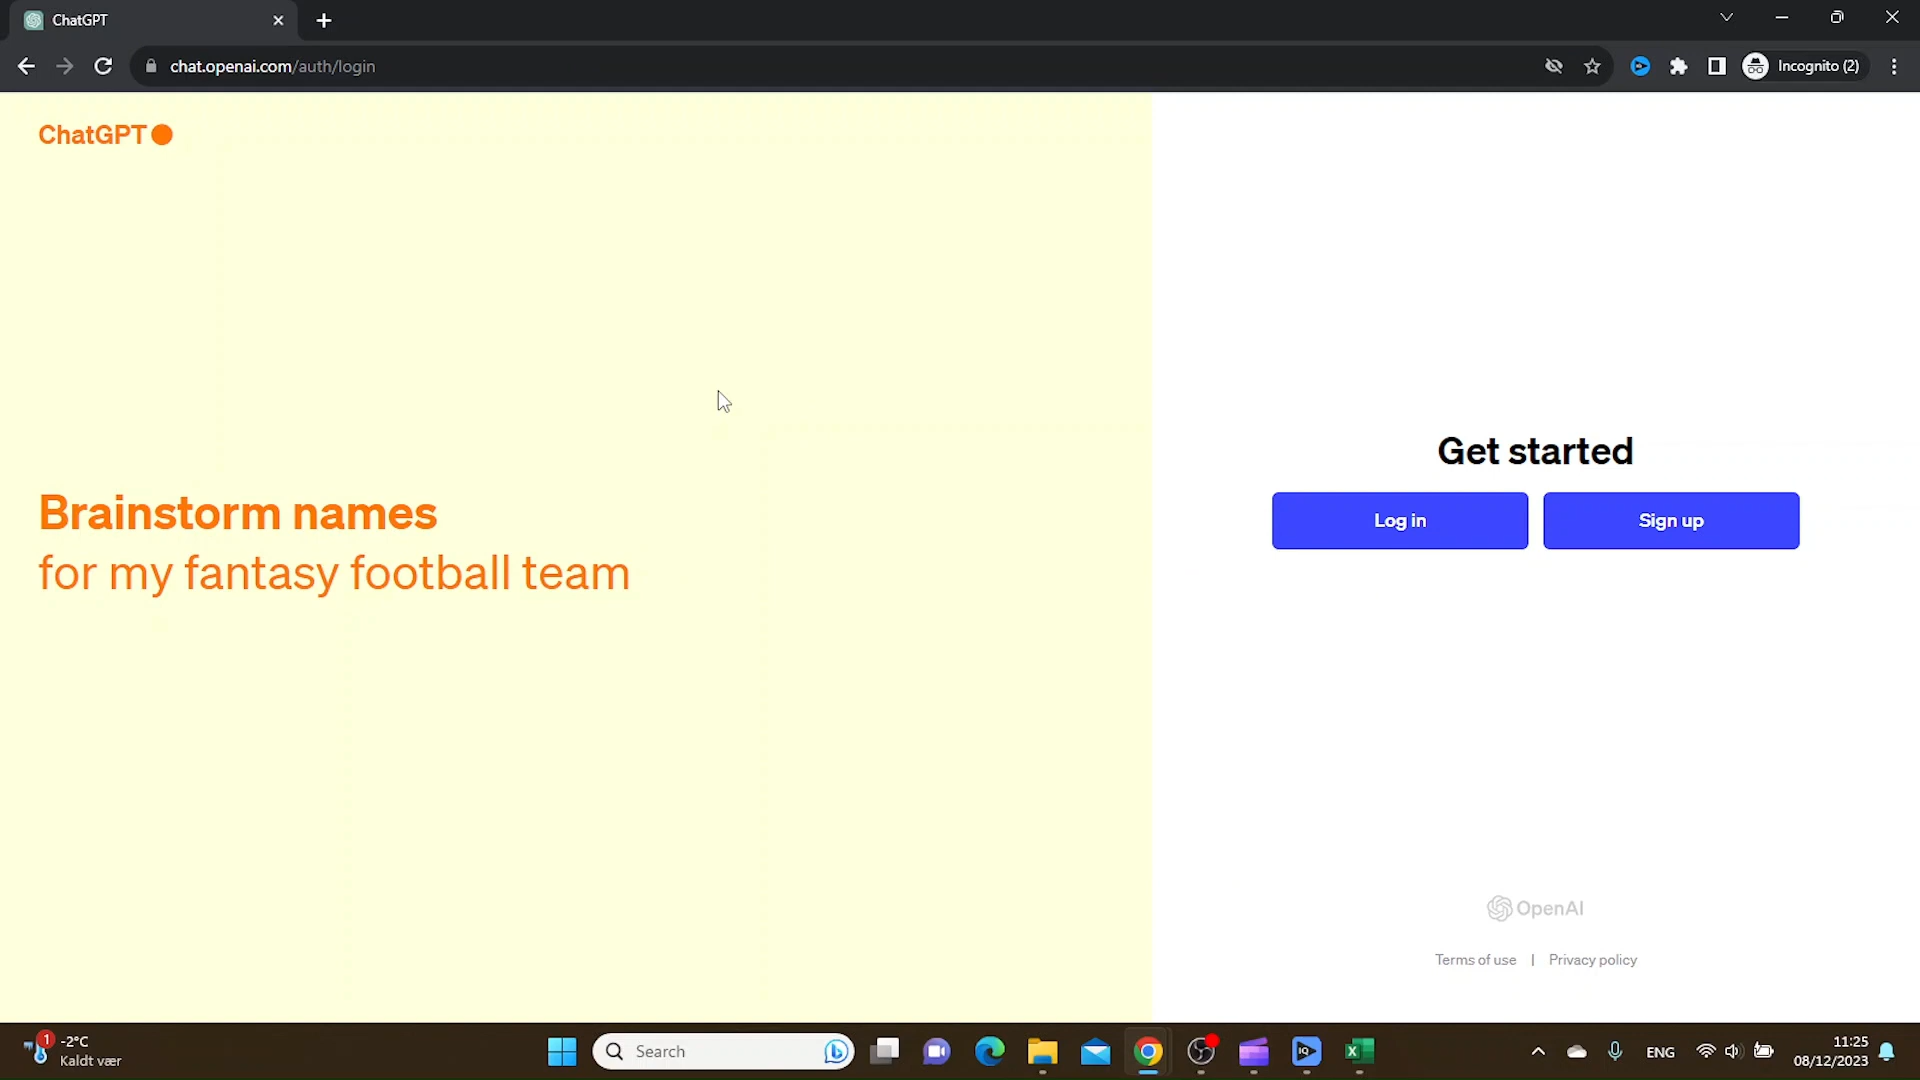 ChatGPT
chat.openai.com/auth/login
Incognito (2)
ChatGPT
Brainstorm names
for my fantasy football team
Get started
Log in
Sign up
OpenAI
Terms of use | Privacy policy
1
-2°C
Kaldt vær
Search
IQ
ENG
11:25
08/12/2023